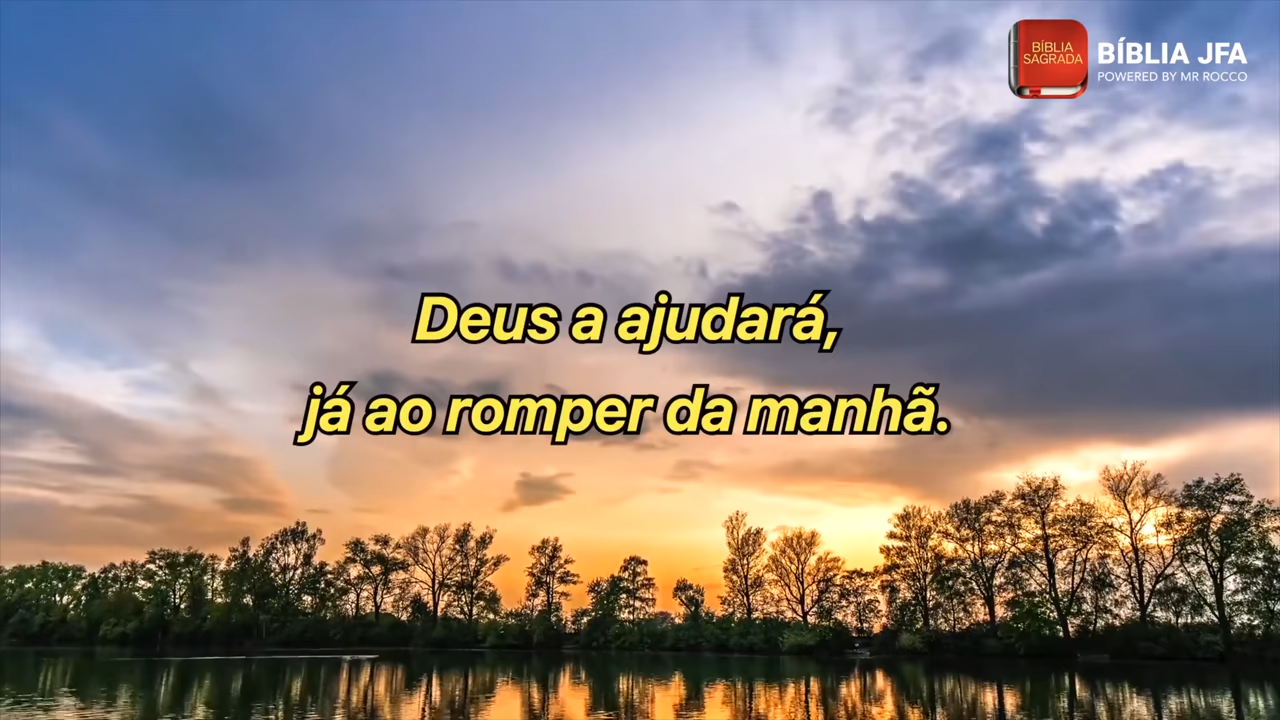 BÍBLIA
SAGRADA
BÍBLIA JFA
POWERED BY MR ROCCO
Deus a ajudará,
já ao romper da manhã.